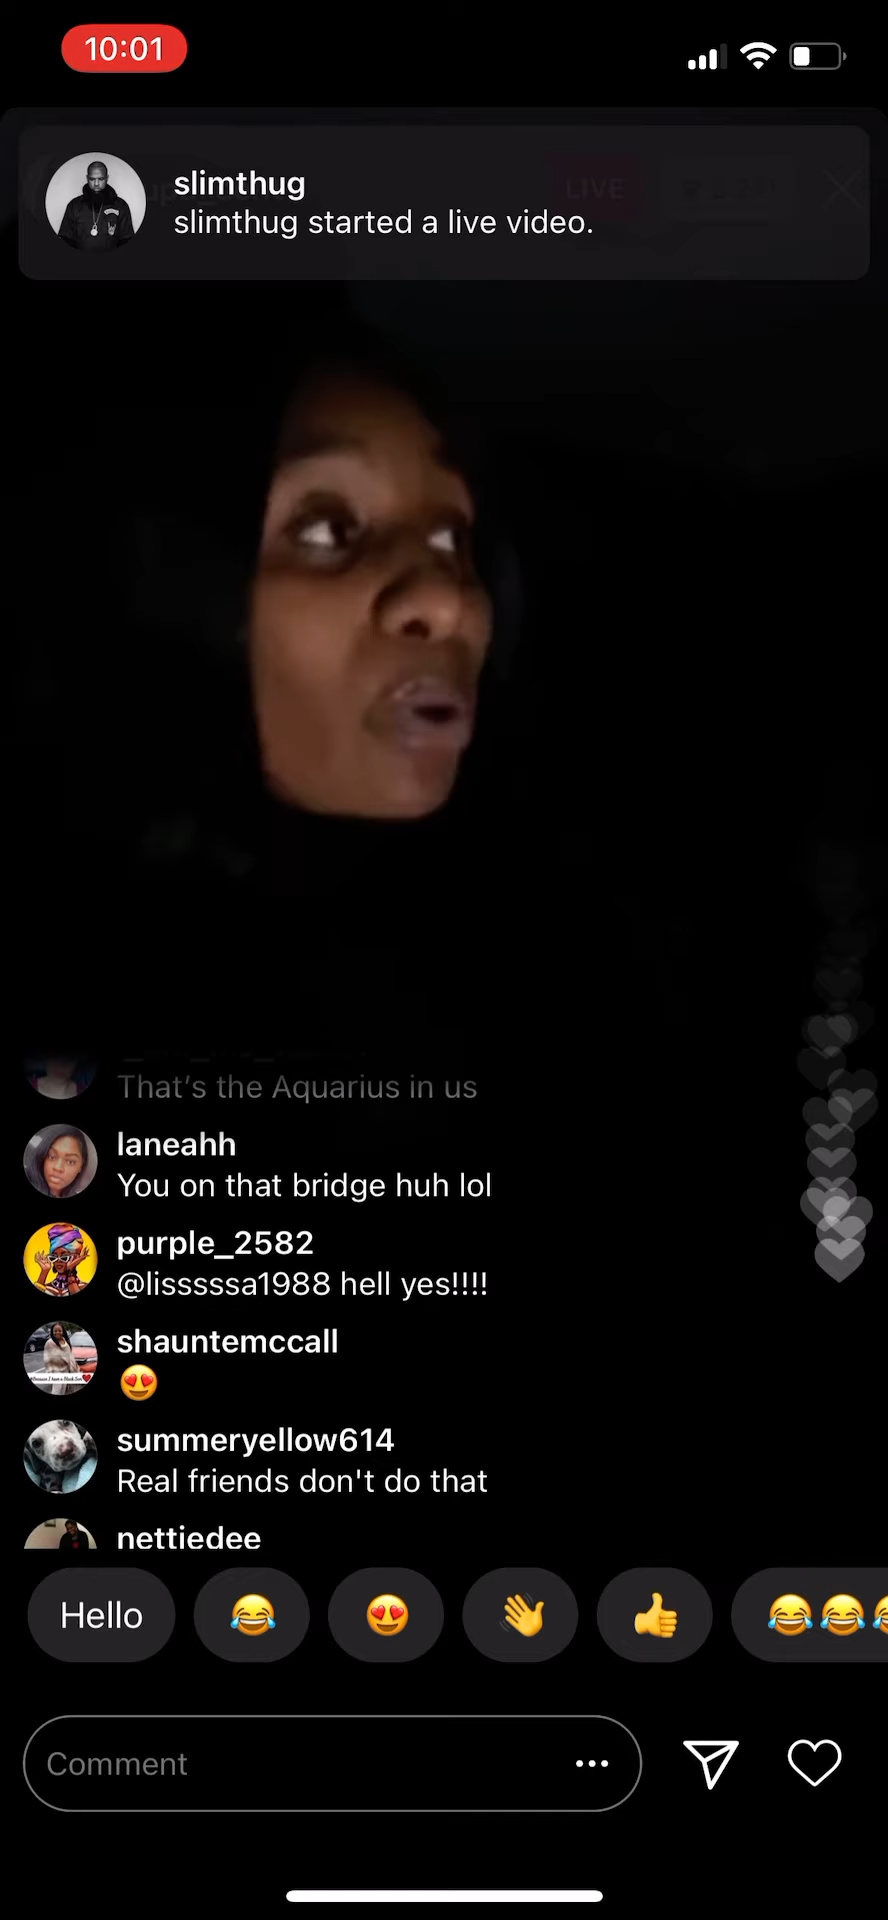 10:01
slimthug
slimthug started a live video.
LIVE
That's the Aquarius in us
laneahh
You on that bridge huh lol
purple_2582
@lisssssa1988 hell yes!!!!
shauntemccall
😍
summeryellow614
Real friends don't do that
nettiedee
Hello 😂 😍 👋 👍 😂😂😂
Comment ...